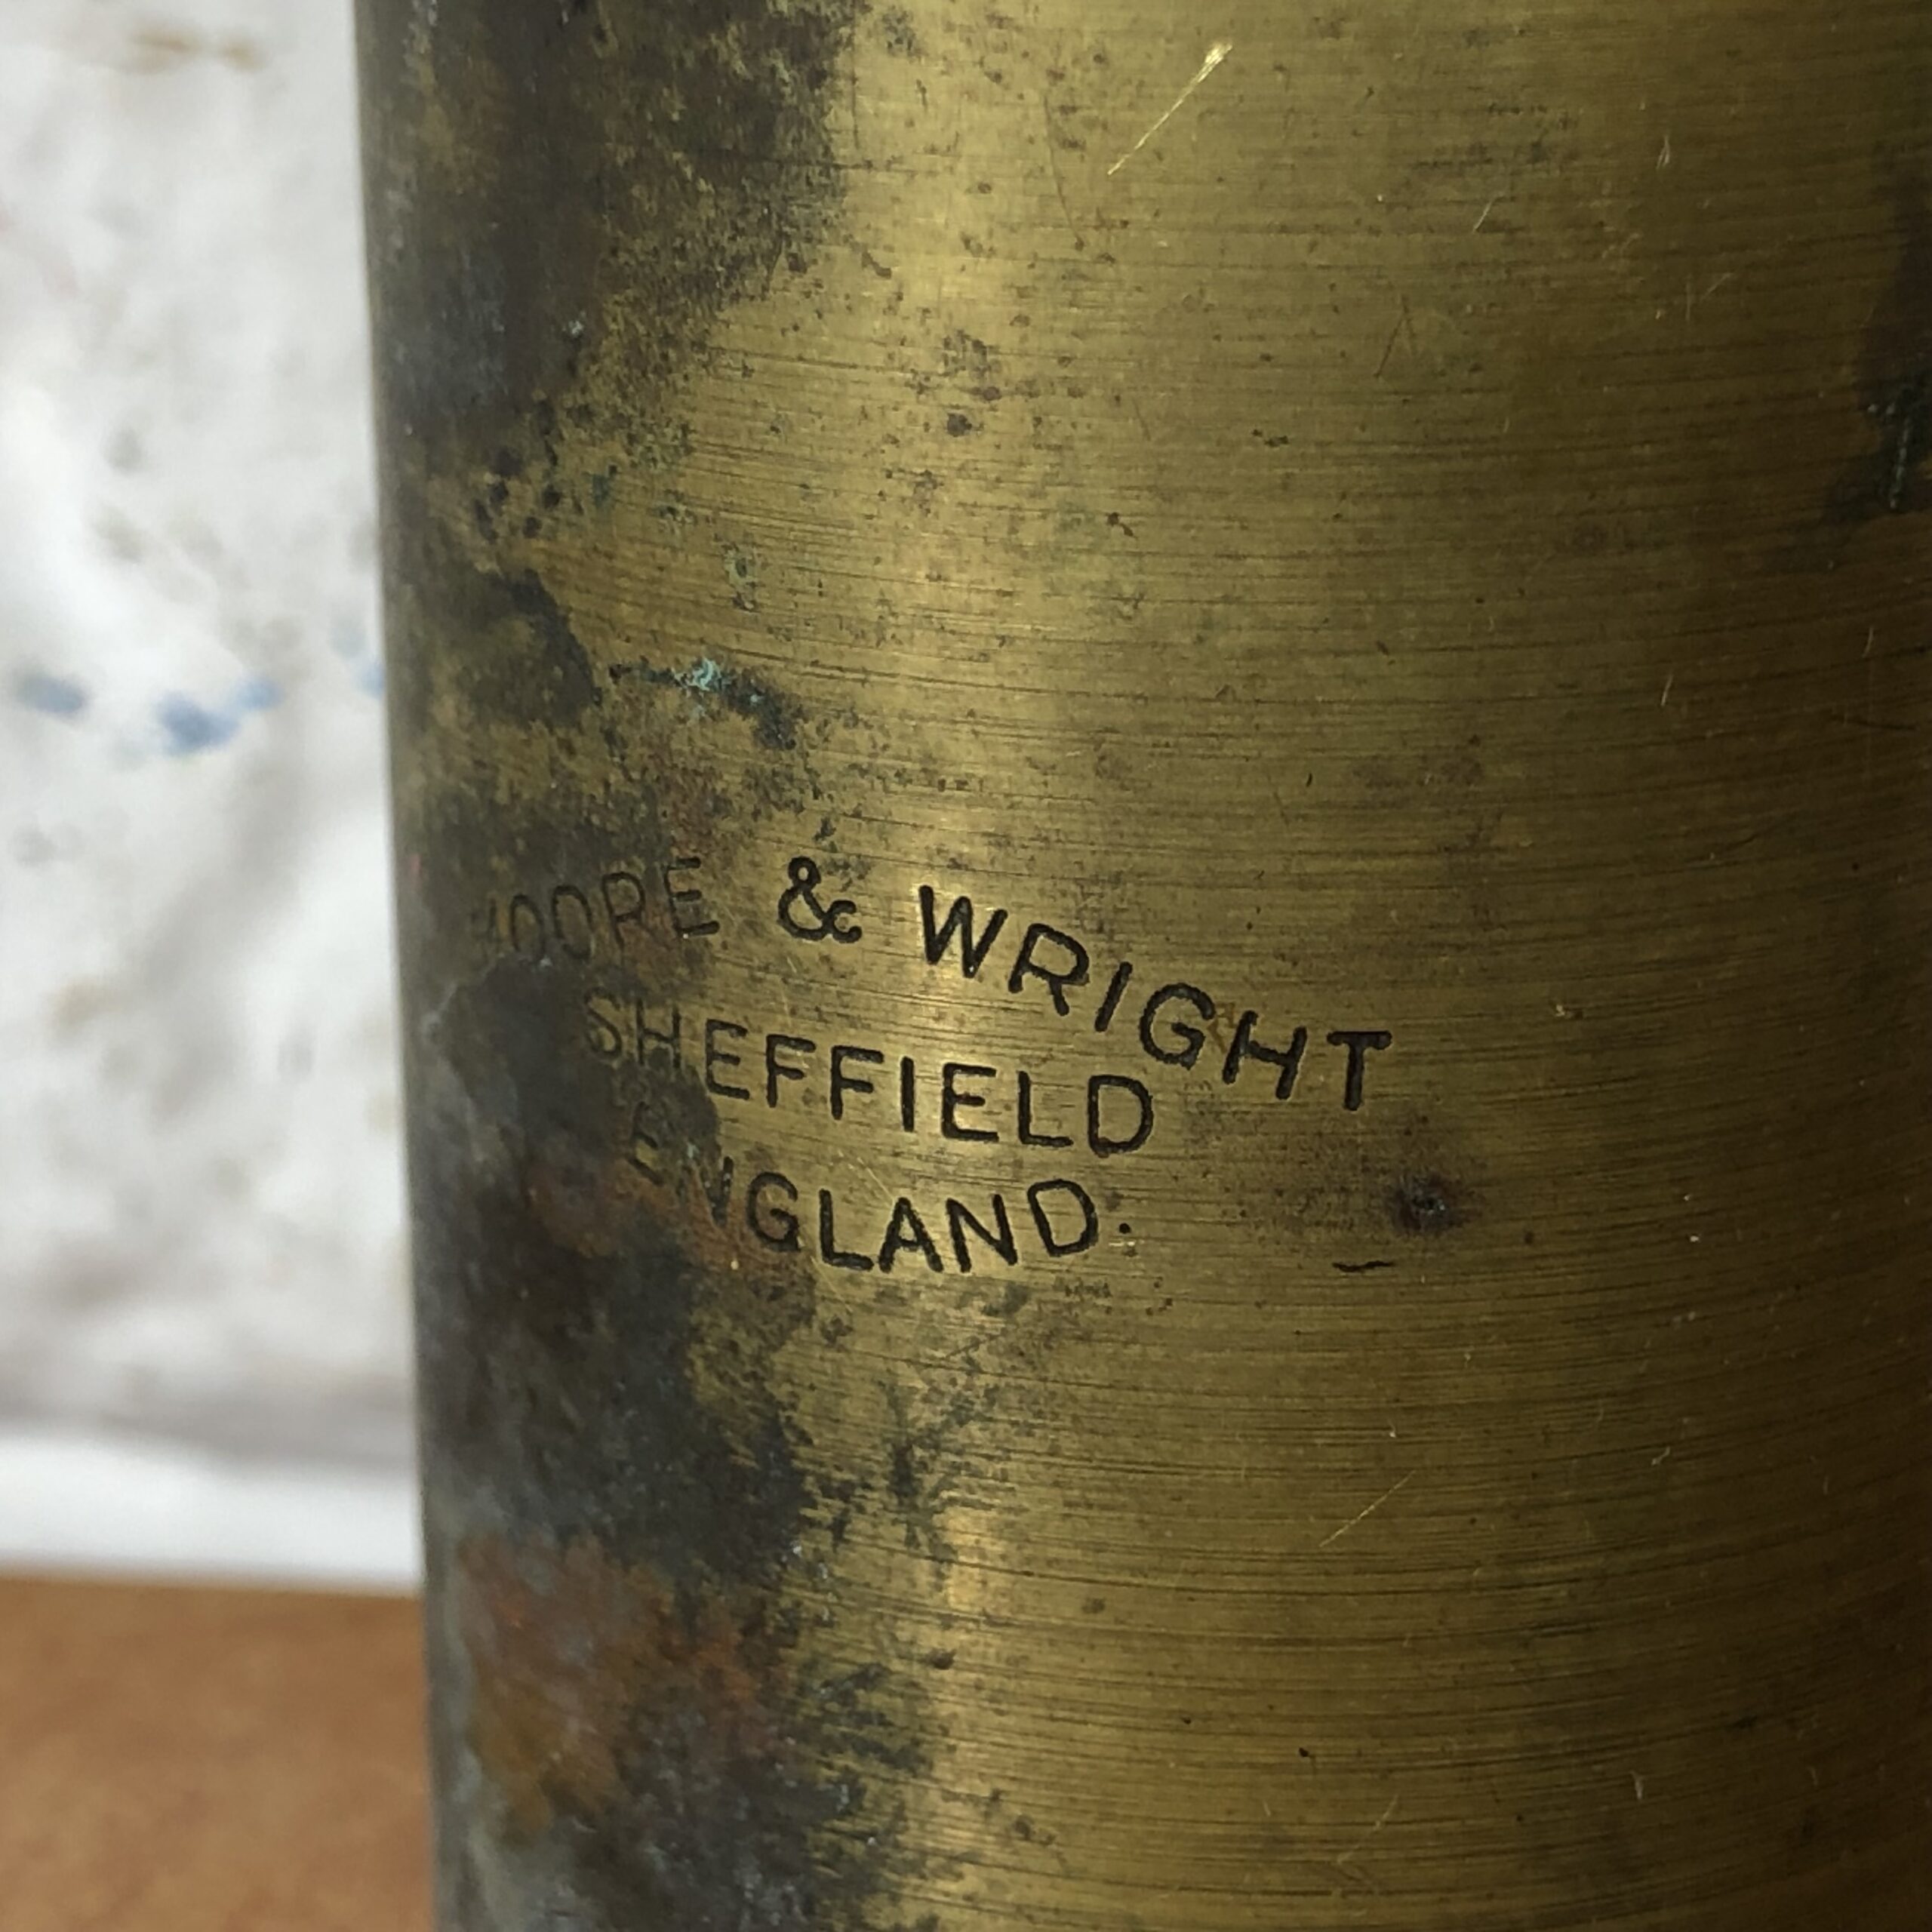 MOORE & WRIGHT
SHEFFIELD
ENGLAND.